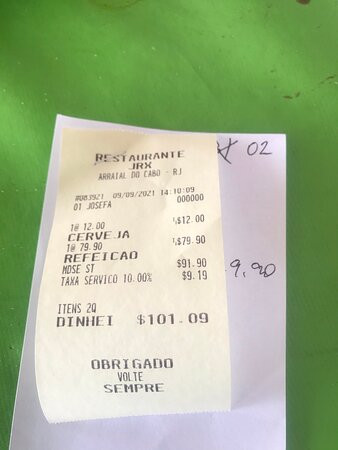 RESTAURANTE
JRX
ARRAIAL DO CABO - RJ
#003921 09/09/2021 14:10:09
01 JOSEFA 000000
1@ 12.00
CERVEJA $12.00
1@ 79.90
REFEICAO $79.90
MDSE ST $91.90
TAXA SERVICO 10.00% $9.19
ITENS 2Q
DINHEI $101.09
OBRIGADO
VOLTE
SEMPRE
02
9,90